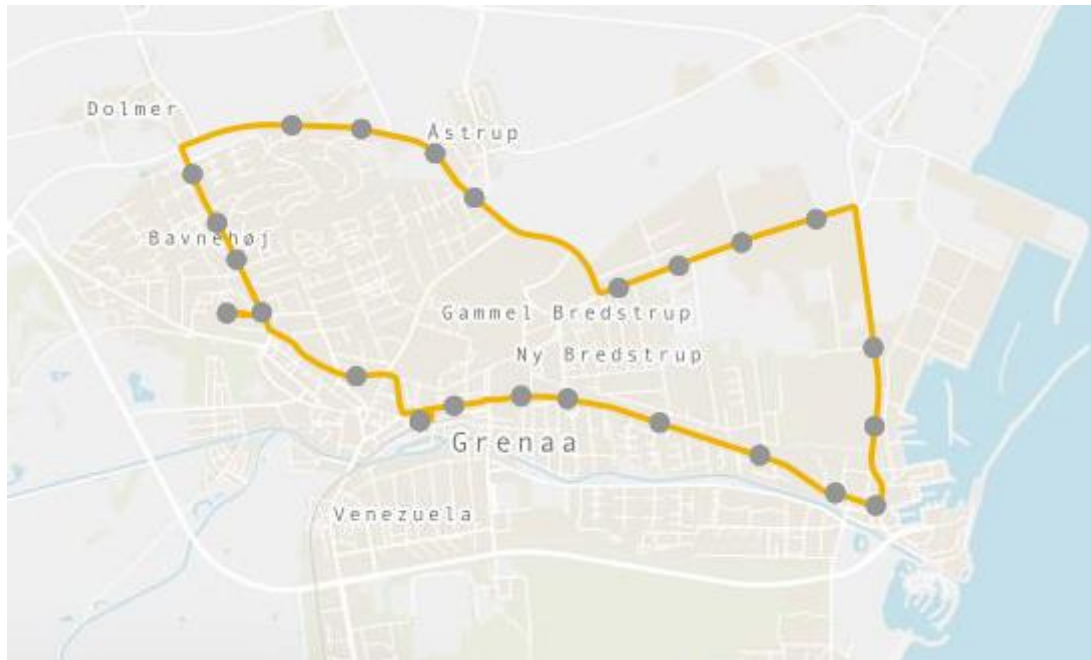 Dolmer
Åstrup
Bavnehøj
Gammel Bredstrup
Ny Bredstrup
Grenaa
Venezuela